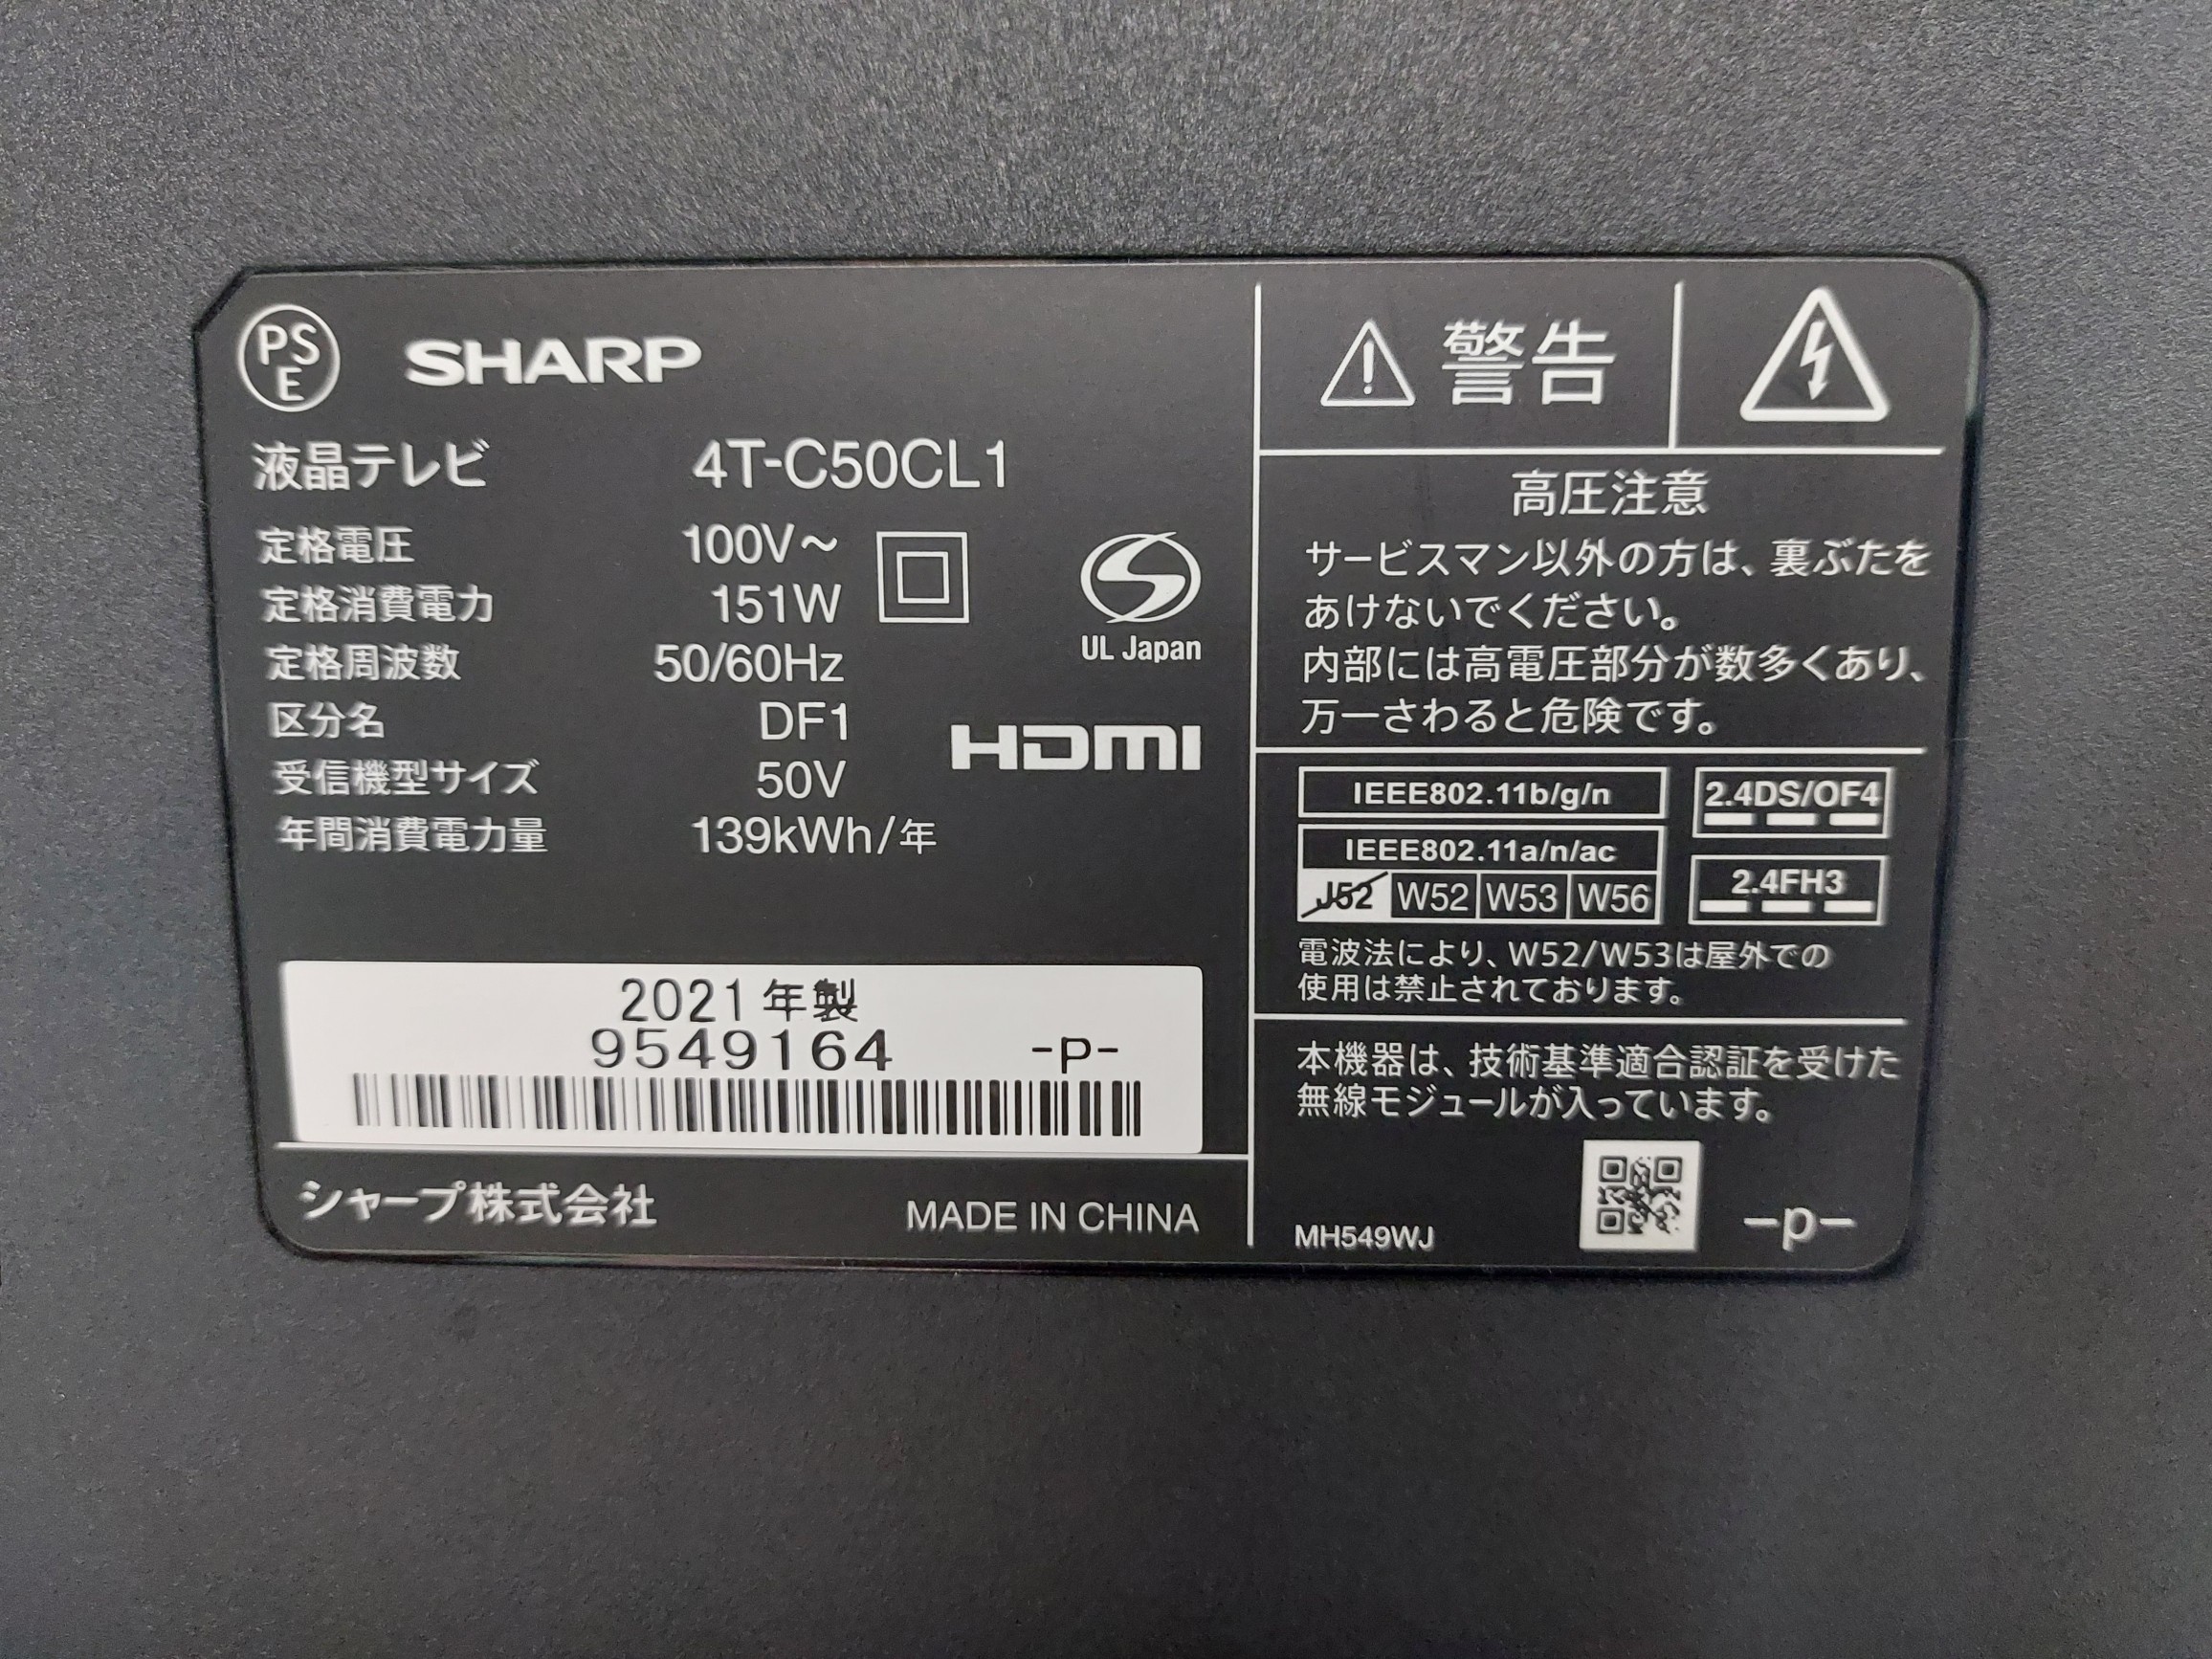 PS
E
SHARP
液晶テレビ 4T-C50CL1
定格電圧 100V～
定格消費電力 151W
定格周波数 50/60Hz
区分名 DF1
受信機型サイズ 50V
年間消費電力量 139kWh/年
UL Japan
HDMI
2021年製
9549164 -P-
シャープ株式会社 MADE IN CHINA
警告
高圧注意
サービスマン以外の方は、裏ぶたを
あけないでください。
内部には高電圧部分が数多くあり、
万一さわると危険です。
IEEE802.11b/g/n 2.4DS/OF4
IEEE802.11a/n/ac
J52 W52 W53 W56 2.4FH3
電波法により、W52/W53は屋外での
使用は禁止されております。
本機器は、技術基準適合認証を受けた
無線モジュールが入っています。
MH549WJ -p-